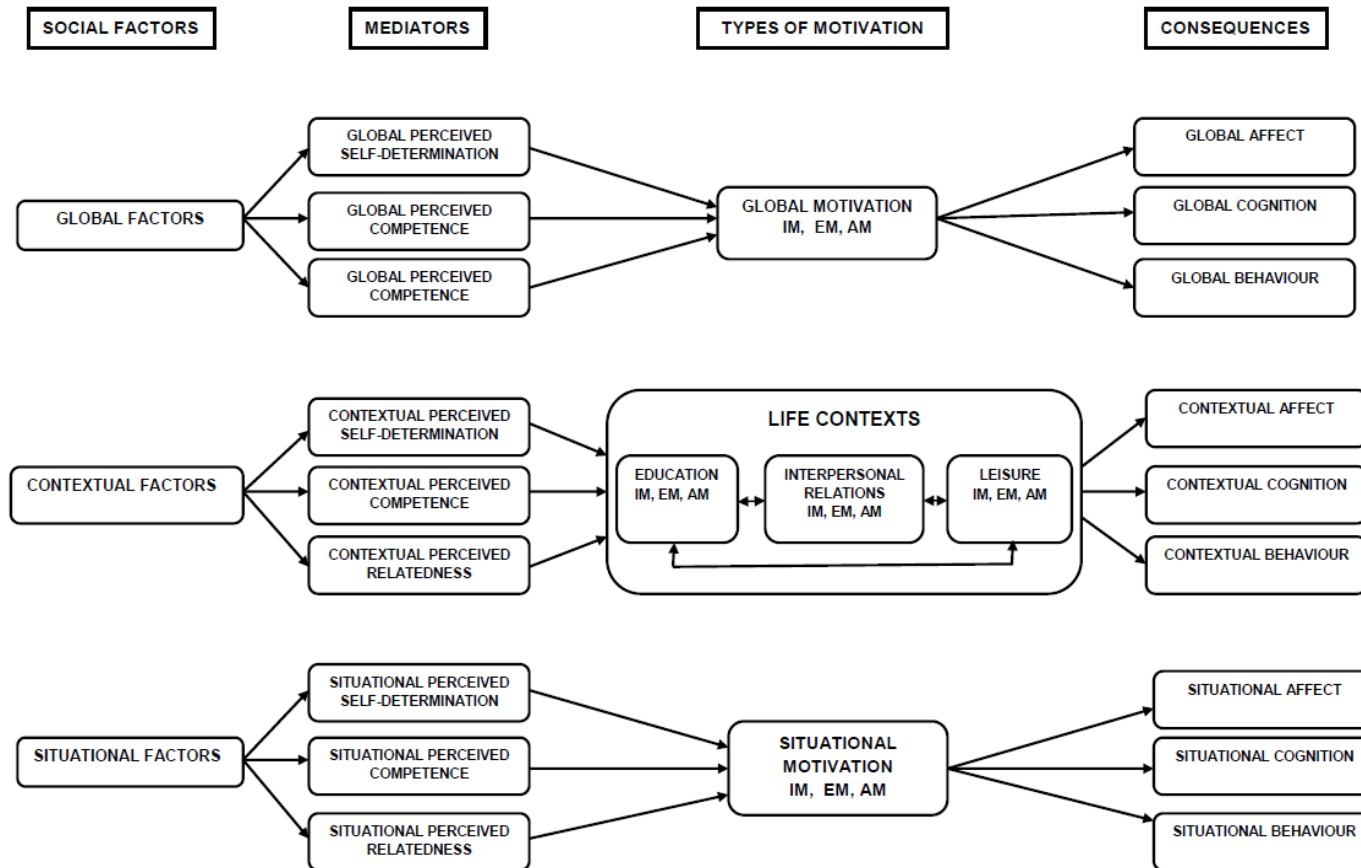 SOCIAL FACTORS
MEDIATORS
TYPES OF MOTIVATION
CONSEQUENCES
GLOBAL FACTORS
GLOBAL PERCEIVED
SELF-DETERMINATION
GLOBAL PERCEIVED
COMPETENCE
GLOBAL PERCEIVED
COMPETENCE
GLOBAL MOTIVATION
IM, EM, AM
GLOBAL AFFECT
GLOBAL COGNITION
GLOBAL BEHAVIOUR
CONTEXTUAL FACTORS
CONTEXTUAL PERCEIVED
SELF-DETERMINATION
CONTEXTUAL PERCEIVED
COMPETENCE
CONTEXTUAL PERCEIVED
RELATEDNESS
LIFE CONTEXTS
EDUCATION
IM, EM, AM
INTERPERSONAL
RELATIONS
IM, EM, AM
LEISURE
IM, EM, AM
CONTEXTUAL AFFECT
CONTEXTUAL COGNITION
CONTEXTUAL BEHAVIOUR
SITUATIONAL FACTORS
SITUATIONAL PERCEIVED
SELF-DETERMINATION
SITUATIONAL PERCEIVED
COMPETENCE
SITUATIONAL PERCEIVED
RELATEDNESS
SITUATIONAL
MOTIVATION
IM, EM, AM
SITUATIONAL AFFECT
SITUATIONAL COGNITION
SITUATIONAL BEHAVIOUR